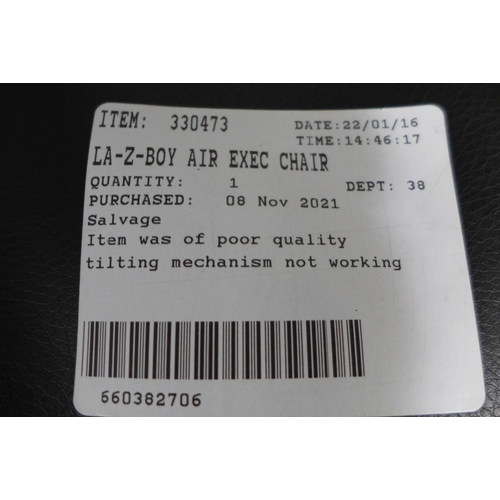 ITEM: 330473 DATE:22/01/16
TIME:14:46:17
LA-Z-BOY AIR EXEC CHAIR
QUANTITY: 1 DEPT: 38
PURCHASED: 08 Nov 2021
Salvage
Item was of poor quality
tilting mechanism not working
660382706